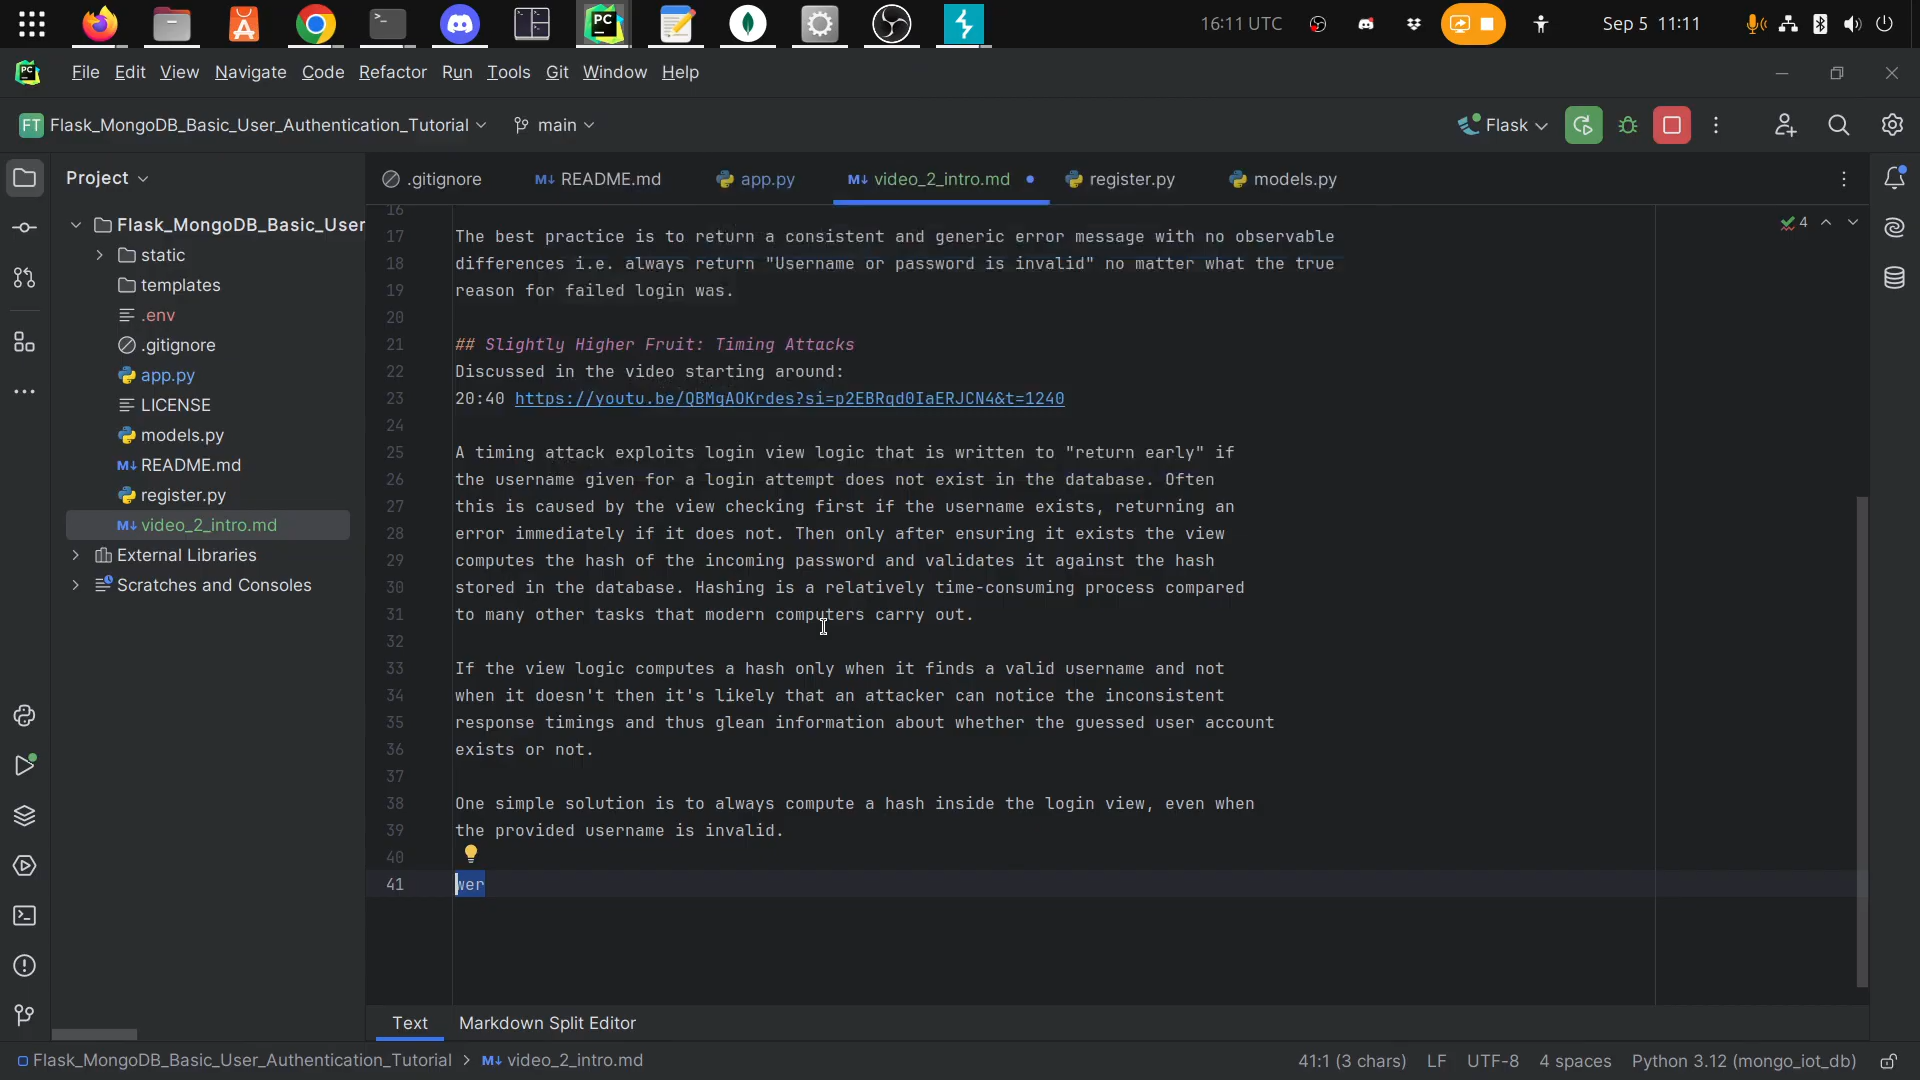 16:11 UTC
Sep 5 11:11
PC
File Edit View Navigate Code Refactor Run Tools Git Window Help
FT Flask_MongoDB_Basic_User_Authentication_Tutorial main Flask
Project
.gitignore README.md app.py video_2_intro.md register.py models.py
Flask_MongoDB_Basic_User
static
templates
.env
.gitignore
app.py
LICENSE
models.py
README.md
register.py
video_2_intro.md
External Libraries
Scratches and Consoles
4
16
17 The best practice is to return a consistent and generic error message with no observable
18 differences i.e. always return "Username or password is invalid" no matter what the true
19 reason for failed login was.
20
21 ## Slightly Higher Fruit: Timing Attacks
22 Discussed in the video starting around:
23 20:40 https://youtu.be/QBMqAOKrdes?si=p2EBRqd0IaERJCN4&t=1240
24
25 A timing attack exploits login view logic that is written to "return early" if
26 the username given for a login attempt does not exist in the database. Often
27 this is caused by the view checking first if the username exists, returning an
28 error immediately if it does not. Then only after ensuring it exists the view
29 computes the hash of the incoming password and validates it against the hash
30 stored in the database. Hashing is a relatively time-consuming process compared
31 to many other tasks that modern computers carry out.
32
33 If the view logic computes a hash only when it finds a valid username and not
34 when it doesn't then it's likely that an attacker can notice the inconsistent
35 response timings and thus glean information about whether the guessed user account
36 exists or not.
37
38 One simple solution is to always compute a hash inside the login view, even when
39 the provided username is invalid.
40
41 wer
Text Markdown Split Editor
Flask_MongoDB_Basic_User_Authentication_Tutorial > video_2_intro.md
41:1 (3 chars) LF UTF-8 4 spaces Python 3.12 (mongo_iot_db)